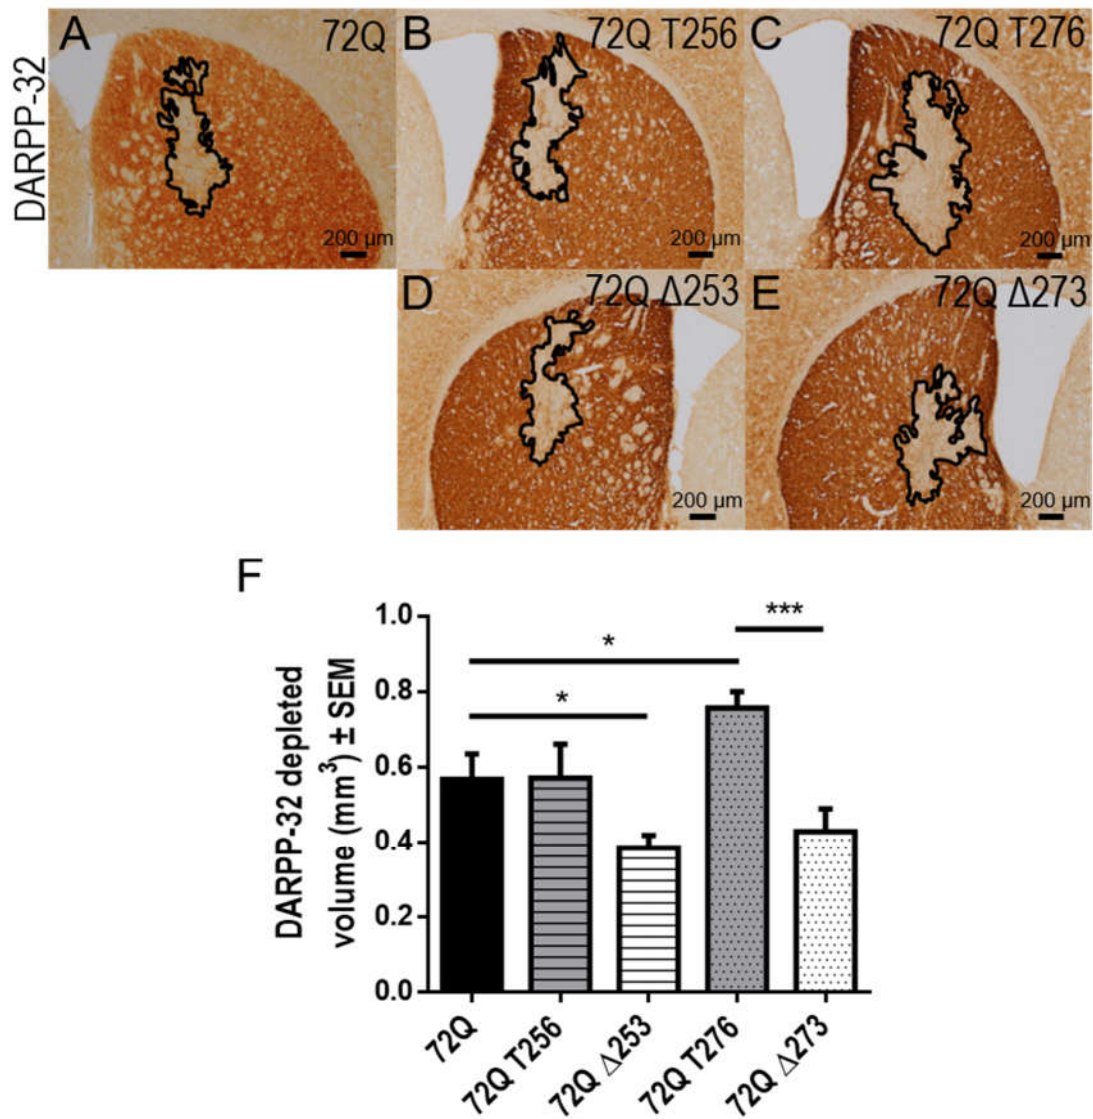 DARPP-32
A 72Q
B 72Q T256
C 72Q T276
200 µm
200 µm
200 µm
D 72Q Δ253
E 72Q Δ273
200 µm
200 µm
F
DARPP-32 depleted
volume (mm³) ± SEM
1.0
0.8
0.6
0.4
0.2
0.0
***
*
*
72Q
72Q T256
72Q Δ253
72Q T276
72Q Δ273